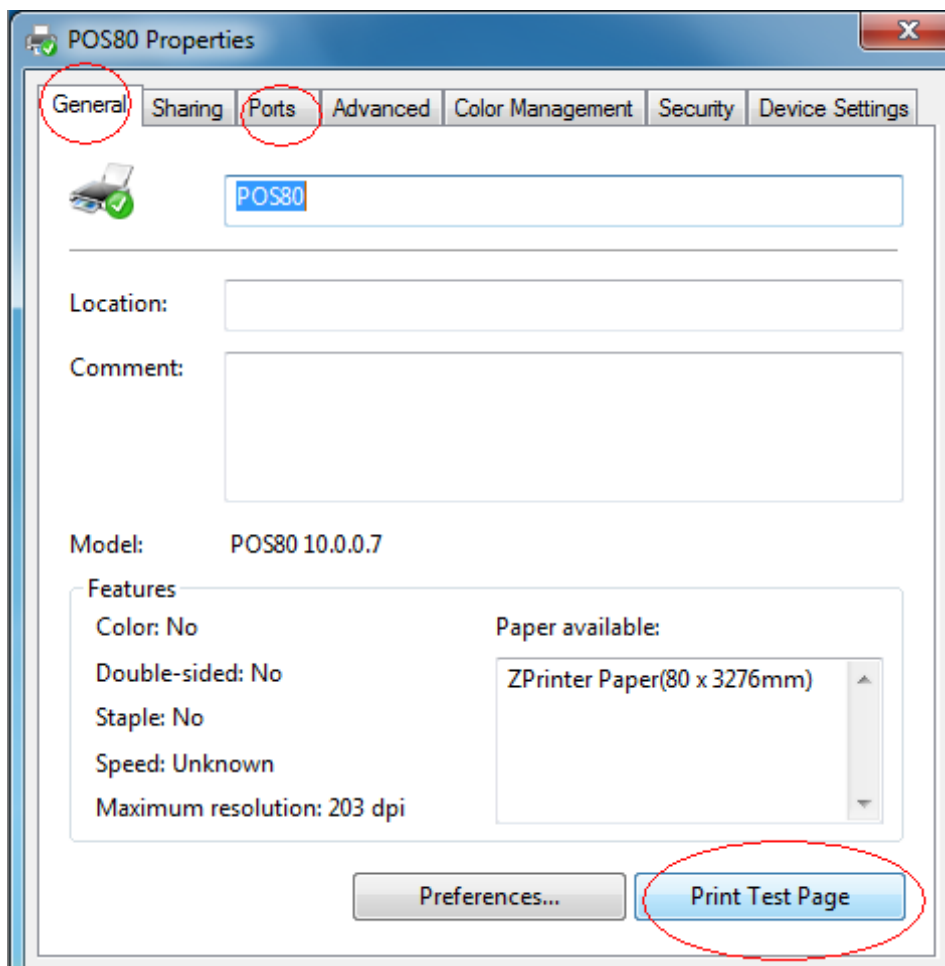 POS80 Properties
General Sharing Ports Advanced Color Management Security Device Settings
POS80
Location:
Comment:
Model: POS80 10.0.0.7
Features
Color: No
Paper available:
Double-sided: No
ZPrinter Paper(80 x 3276mm)
Staple: No
Speed: Unknown
Maximum resolution: 203 dpi
Preferences... Print Test Page